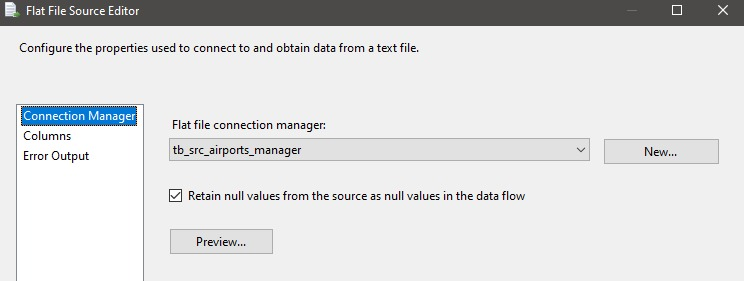 Flat File Source Editor
Configure the properties used to connect to and obtain data from a text file.
Connection Manager
Columns
Error Output
Flat file connection manager:
tb_src_airports_manager
New...
Retain null values from the source as null values in the data flow
Preview...